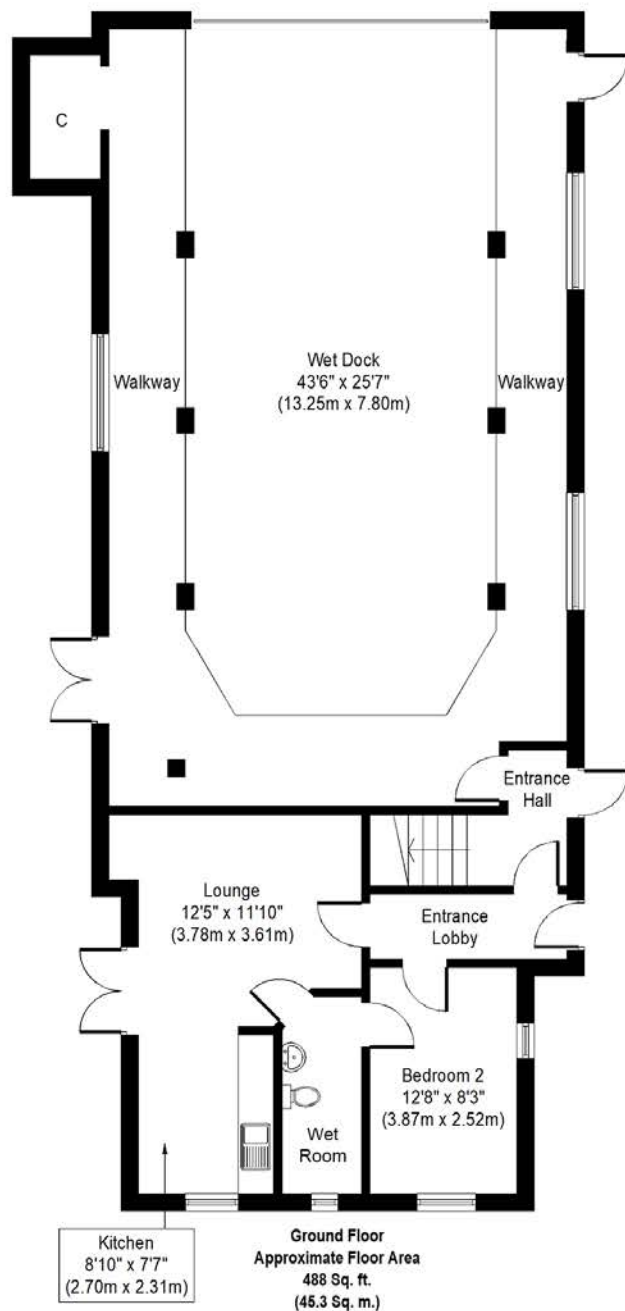 C
Wet Dock
43'6" x 25'7"
(13.25m x 7.80m)
Walkway
Walkway
Entrance
Hall
Lounge
12'5" x 11'10"
(3.78m x 3.61m)
Entrance
Lobby
Bedroom 2
12'8" x 8'3"
(3.87m x 2.52m)
Wet
Room
Kitchen
8'10" x 7'7"
(2.70m x 2.31m)
Ground Floor
Approximate Floor Area
488 Sq. ft.
(45.3 Sq. m.)